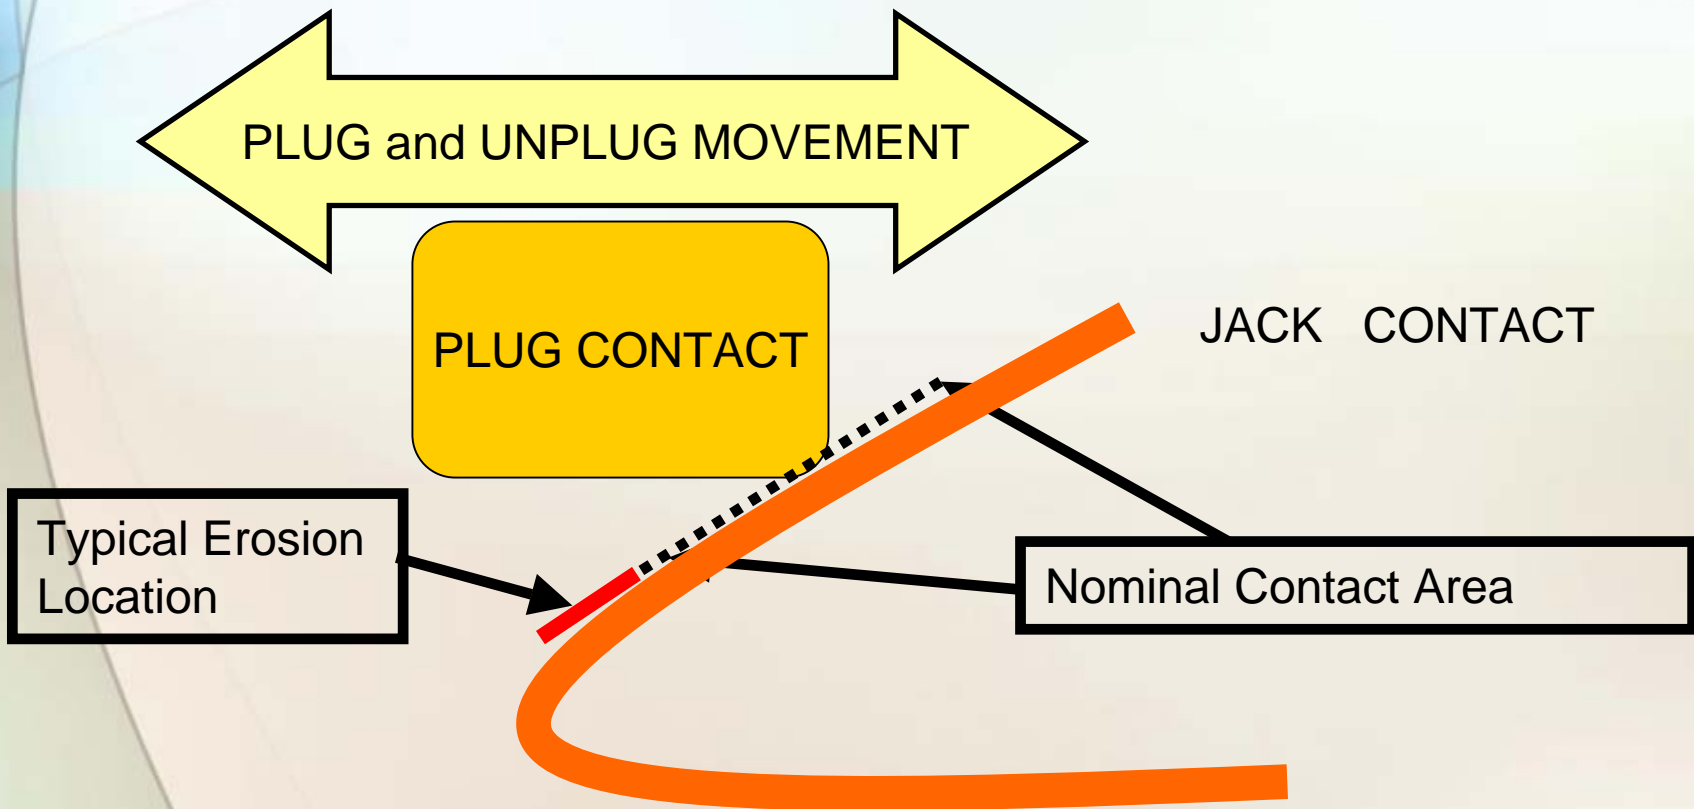 PLUG and UNPLUG MOVEMENT
PLUG CONTACT
JACK CONTACT
Typical Erosion
Location
Nominal Contact Area